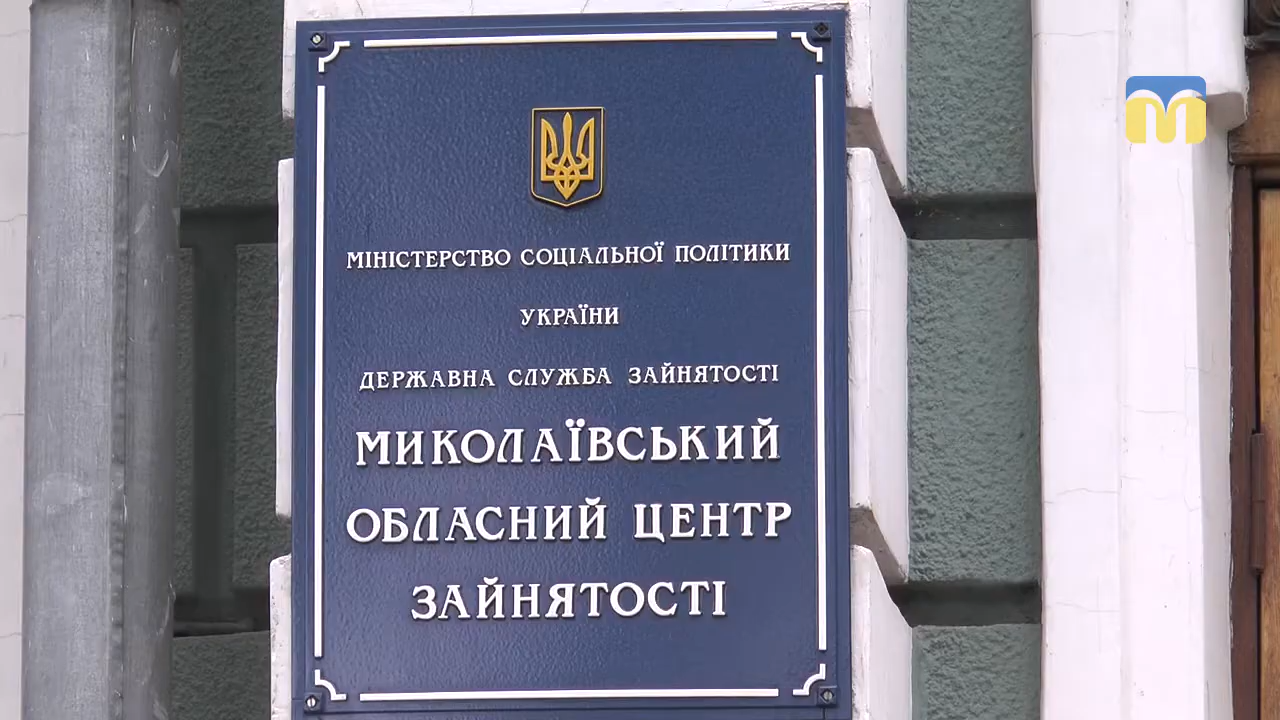 МІНІСТЕРСТВО СОЦІАЛЬНОЇ ПОЛІТИКИ
УКРАЇНИ
ДЕРЖАВНА СЛУЖБА ЗАЙНЯТОСТІ
МИКОЛАЇВСЬКИЙ
ОБЛАСНИЙ ЦЕНТР
ЗАЙНЯТОСТІ